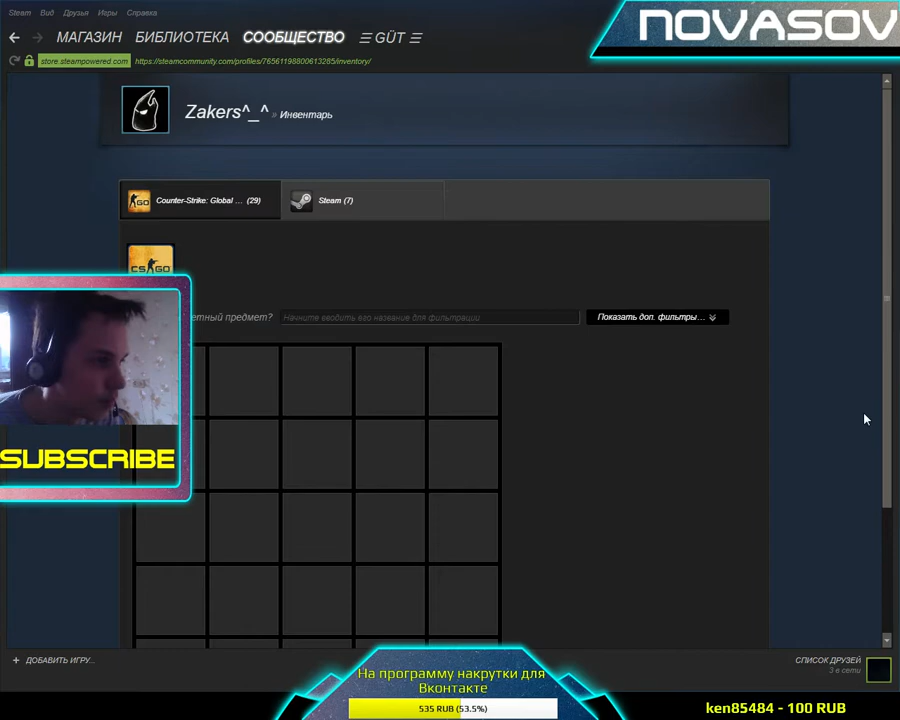 Steam Вид Друзья Игры Справка
NOVASOV
МАГАЗИН БИБЛИОТЕКА СООБЩЕСТВО GÜT
store.steampowered.com https://steamcommunity.com/profiles/76561198800613285/inventory/
Zakers^_^ » Инвентарь
GO Counter-Strike: Global ... (29) Steam (7)
CS GO
етный предмет? Начните вводить его название для фильтрации Показать доп. фильтры...
SUBSCRIBE
+ ДОБАВИТЬ ИГРУ...
СПИСОК ДРУЗЕЙ
3 в сети
На программу накрутки для
Вконтакте
535 RUB (53.5%)
ken85484 - 100 RUB